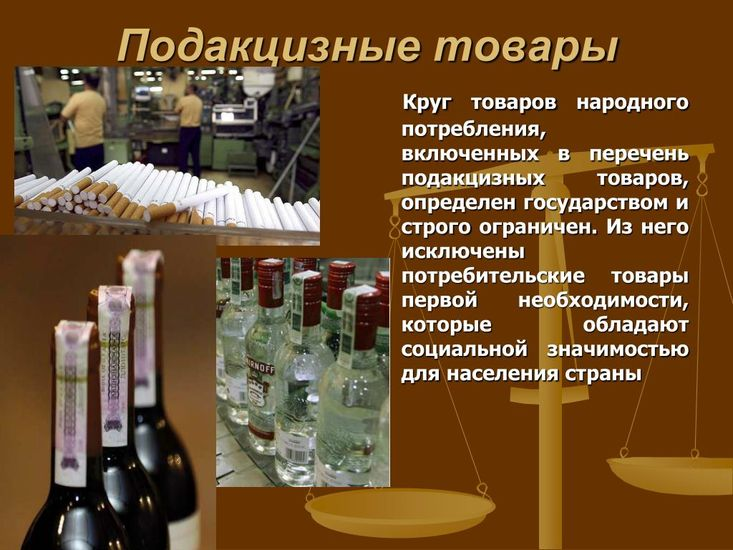 Подакцизные товары
Круг товаров народного
потребления,
включенных в перечень
подакцизных товаров,
определен государством и
строго ограничен. Из него
исключены
потребительские товары
первой необходимости,
которые обладают
социальной значимостью
для населения страны